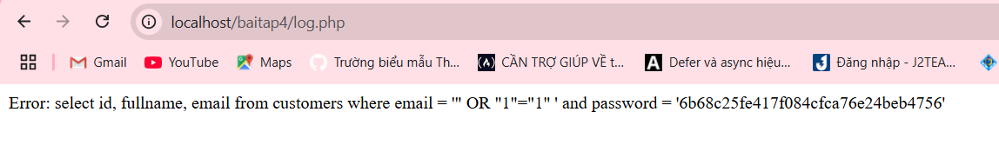 localhost/baitap4/log.php
Gmail YouTube Maps Trường biểu mẫu Th... CẦN TRỢ GIÚP VỀ t... Defer và async hiệu... Đăng nhập - J2TEA...
Error: select id, fullname, email from customers where email = '" OR "1"="1" ' and password = '6b68c25fe417f084cfca76e24beb4756'